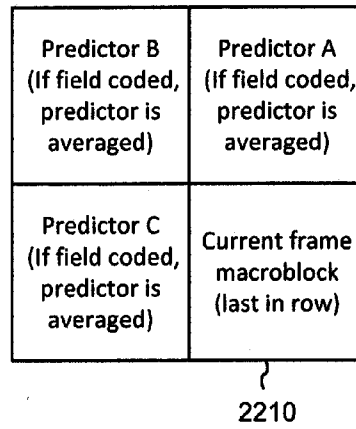 Predictor B
(If field coded,
predictor is
averaged)
Predictor A
(If field coded,
predictor is
averaged)
Predictor C
(If field coded,
predictor is
averaged)
Current frame
macroblock
(last in row)
2210